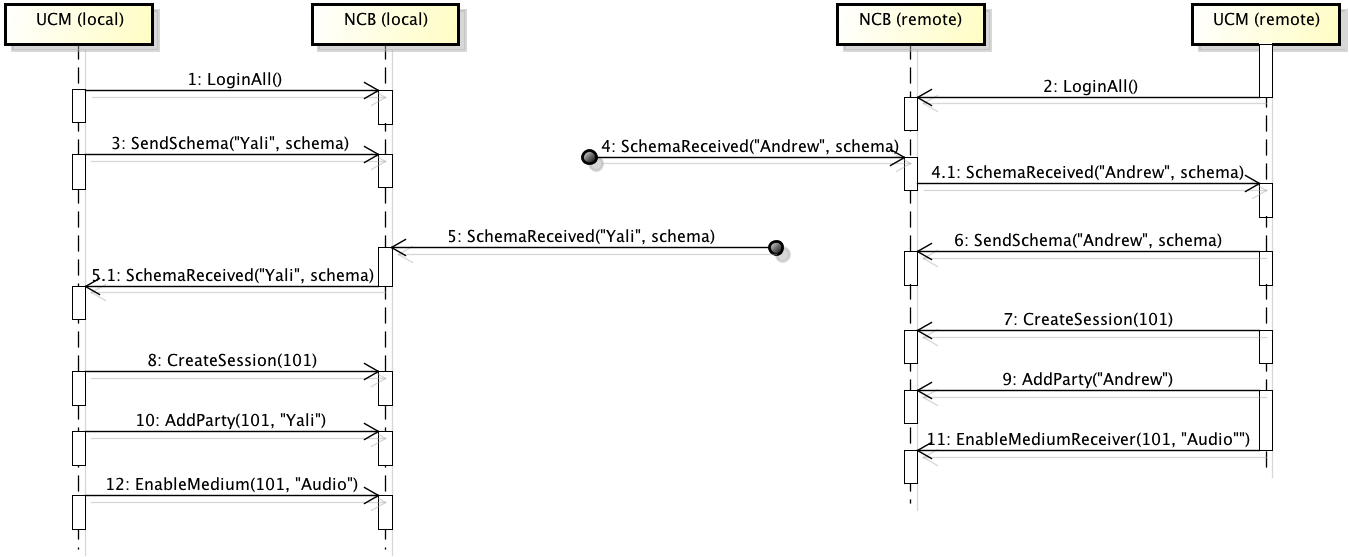 UCM (local)
NCB (local)
NCB (remote)
UCM (remote)
1: LoginAll()
2: LoginAll()
3: SendSchema("Yali", schema)
4: SchemaReceived("Andrew", schema)
4.1: SchemaReceived("Andrew", schema)
5: SchemaReceived("Yali", schema)
6: SendSchema("Andrew", schema)
5.1: SchemaReceived("Yali", schema)
7: CreateSession(101)
8: CreateSession(101)
9: AddParty("Andrew")
10: AddParty(101, "Yali")
11: EnableMediumReceiver(101, "Audio"")
12: EnableMedium(101, "Audio")